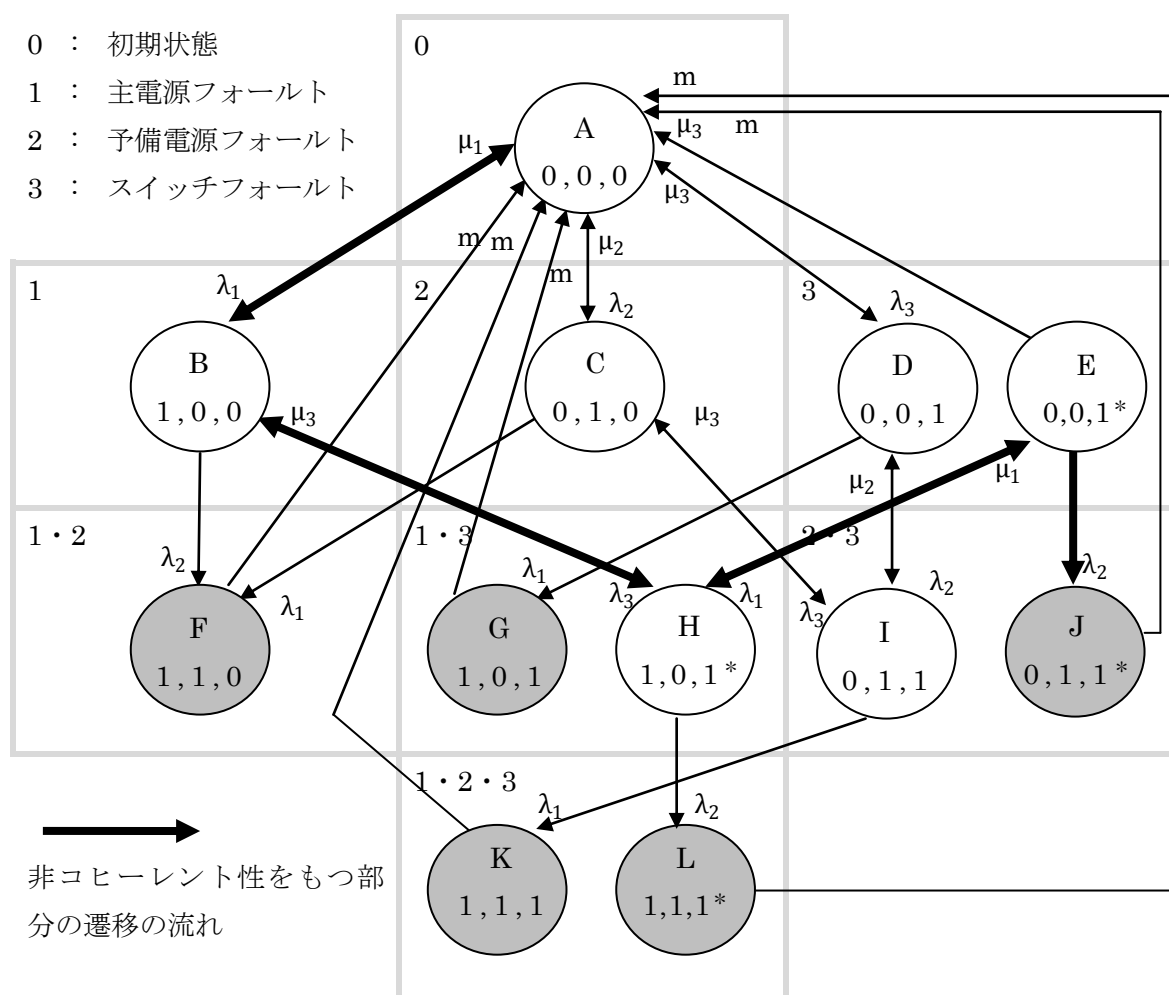 0 : 初期状態
1 : 主電源フォールト
2 : 予備電源フォールト
3 : スイッチフォールト
0
m
m
A
0,0,0
μ1
μ3
μ3
m
m
μ2
m
1
λ1
2
λ2
3
λ3
B
1,0,0
C
0,1,0
D
0,0,1
E
0,0,1*
μ3
μ3
μ2
μ1
1・2
1・3
2・3
λ2
λ1
λ1
λ3
λ1
λ3
λ2
λ2
F
1,1,0
G
1,0,1
H
1,0,1*
I
0,1,1
J
0,1,1*
1・2・3
λ1
λ2
K
1,1,1
L
1,1,1*
非コヒーレント性をもつ部
分の遷移の流れ